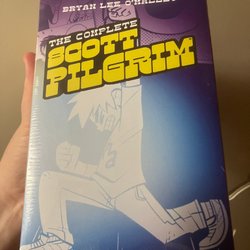 BRYAN LEE O'MALLEY
THE COMPLETE
SCOTT
PILGRIM